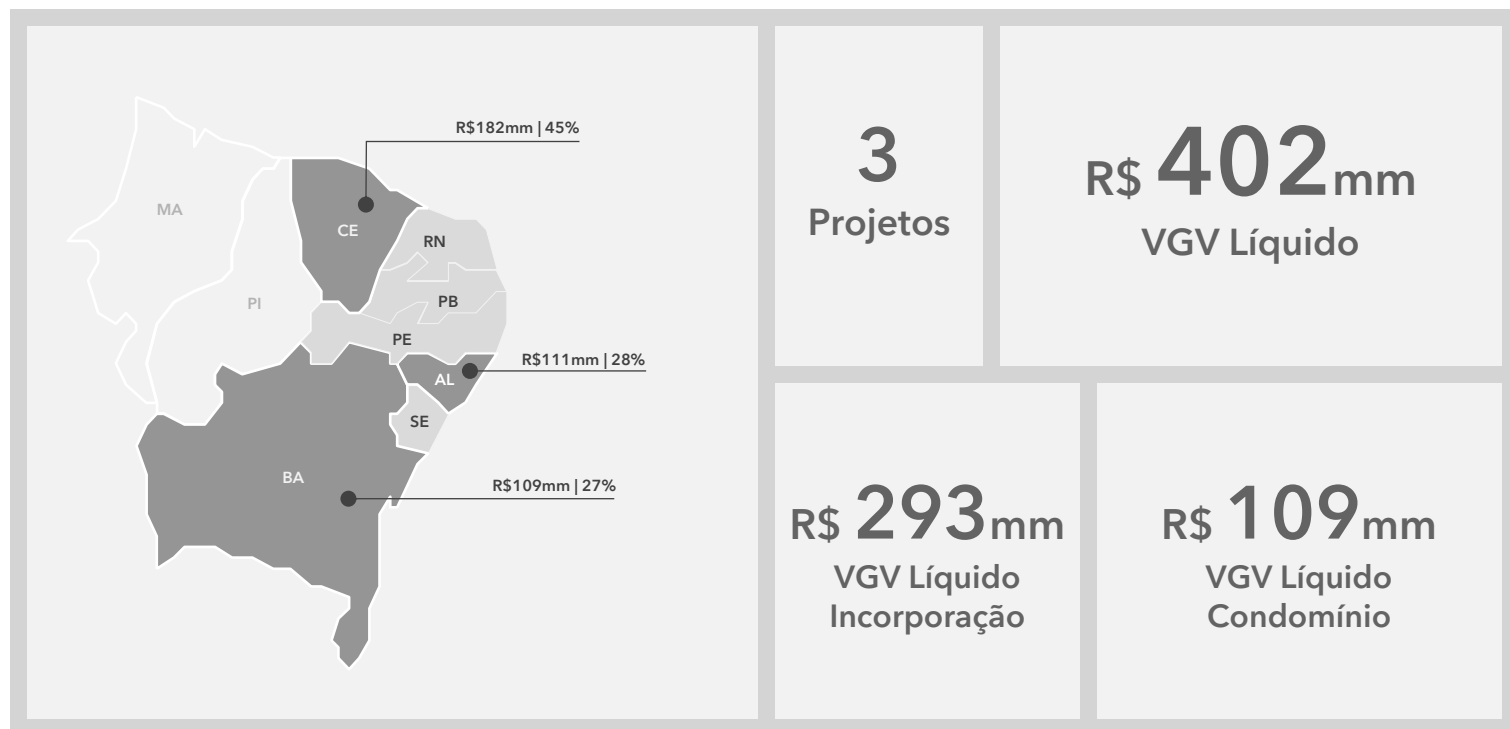 R$182mm | 45%
MA
CE
RN
PI
PB
PE
R$111mm | 28%
AL
SE
BA
R$109mm | 27%
3
Projetos
R$ 402mm
VGV Líquido
R$ 293mm
VGV Líquido
Incorporação
R$ 109mm
VGV Líquido
Condomínio